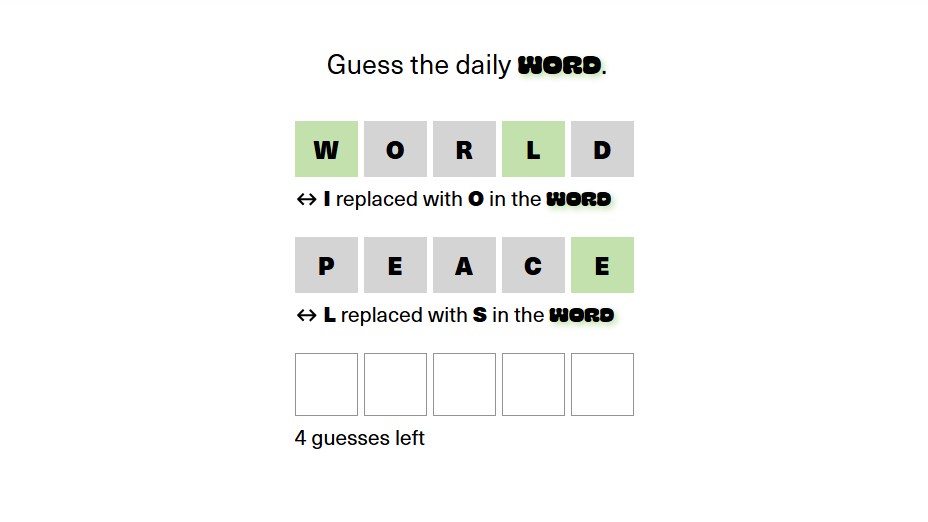 Guess the daily WORD.
W O R L D
↔ I replaced with O in the WORD
P E A C E
↔ L replaced with S in the WORD
4 guesses left